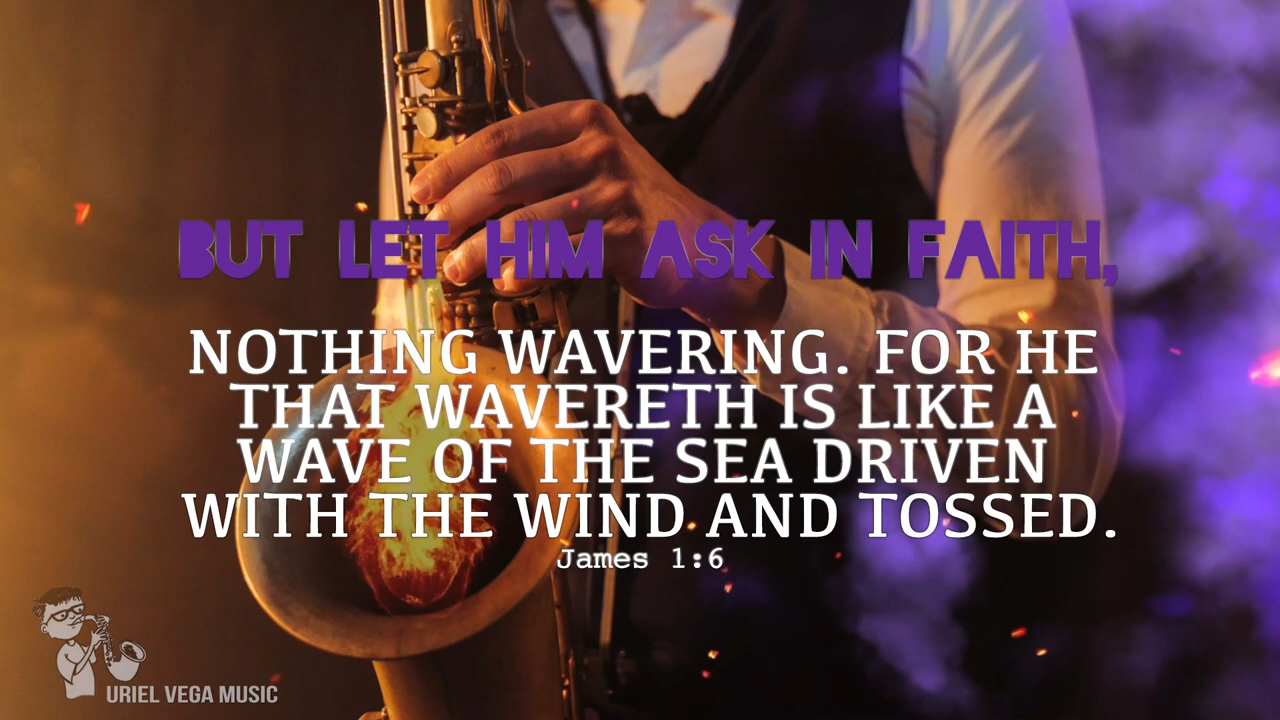 BUT LET HIM ASK IN FAITH,
NOTHING WAVERING. FOR HE
THAT WAVERETH IS LIKE A
WAVE OF THE SEA DRIVEN
WITH THE WIND AND TOSSED.
James 1:6
URIEL VEGA MUSIC